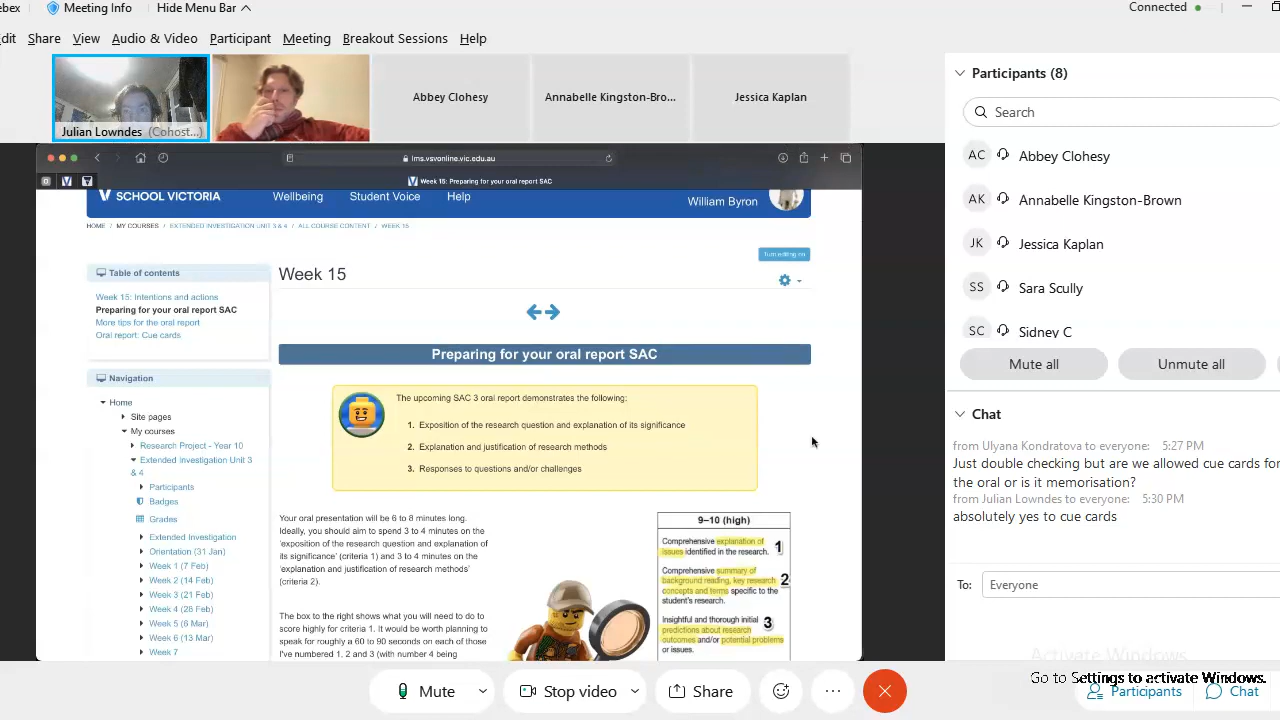 ebex
Meeting Info
Hide Menu Bar
Connected
dit Share View Audio & Video Participant Meeting Breakout Sessions Help
Julian Lowndes (Cohost...)
Abbey Clohesy
Annabelle Kingston-Bro...
Jessica Kaplan
lms.vsvonline.vic.edu.au
Week 15: Preparing for your oral report SAC
SCHOOL VICTORIA
Wellbeing Student Voice Help
William Byron
HOME / MY COURSES / EXTENDED INVESTIGATION UNIT 3 & 4 / ALL COURSE CONTENT / WEEK 15
Turn editing on
Table of contents
Week 15: Intentions and actions
Preparing for your oral report SAC
More tips for the oral report
Oral report: Cue cards
Navigation
Home
Site pages
My courses
Research Project - Year 10
Extended Investigation Unit 3
& 4
Participants
Badges
Grades
Extended Investigation
Orientation (31 Jan)
Week 1 (7 Feb)
Week 2 (14 Feb)
Week 3 (21 Feb)
Week 4 (28 Feb)
Week 5 (6 Mar)
Week 6 (13 Mar)
Week 7
Week 15
Preparing for your oral report SAC
The upcoming SAC 3 oral report demonstrates the following:
1. Exposition of the research question and explanation of its significance
2. Explanation and justification of research methods
3. Responses to questions and/or challenges
Your oral presentation will be 6 to 8 minutes long.
Ideally, you should aim to spend 3 to 4 minutes on the
'exposition of the research question and explanation of
its significance' (criteria 1) and 3 to 4 minutes on the
'explanation and justification of research methods'
(criteria 2).
The box to the right shows what you will need to do to
score highly for criteria 1. It would be worth planning to
speak for roughly a 60 to 90 seconds on each of those
I've numbered 1, 2 and 3 (with number 4 being
9–10 (high)
Comprehensive explanation of
issues identified in the research. 1
Comprehensive summary of
background reading, key research 2
concepts and terms specific to the
student's research.
Insightful and thorough initial 3
predictions about research
outcomes and/or potential problems
or issues.
Participants (8)
Search
AC Abbey Clohesy
AK Annabelle Kingston-Brown
JK Jessica Kaplan
SS Sara Scully
SC Sidney C
Mute all
Unmute all
Chat
from Ulyana Kondratova to everyone: 5:27 PM
Just double checking but are we allowed cue cards for
the oral or is it memorisation?
from Julian Lowndes to everyone: 5:30 PM
absolutely yes to cue cards
To: Everyone
Activate Windows
Go to Settings to activate Windows.
Mute
Stop video
Share
Participants
Chat